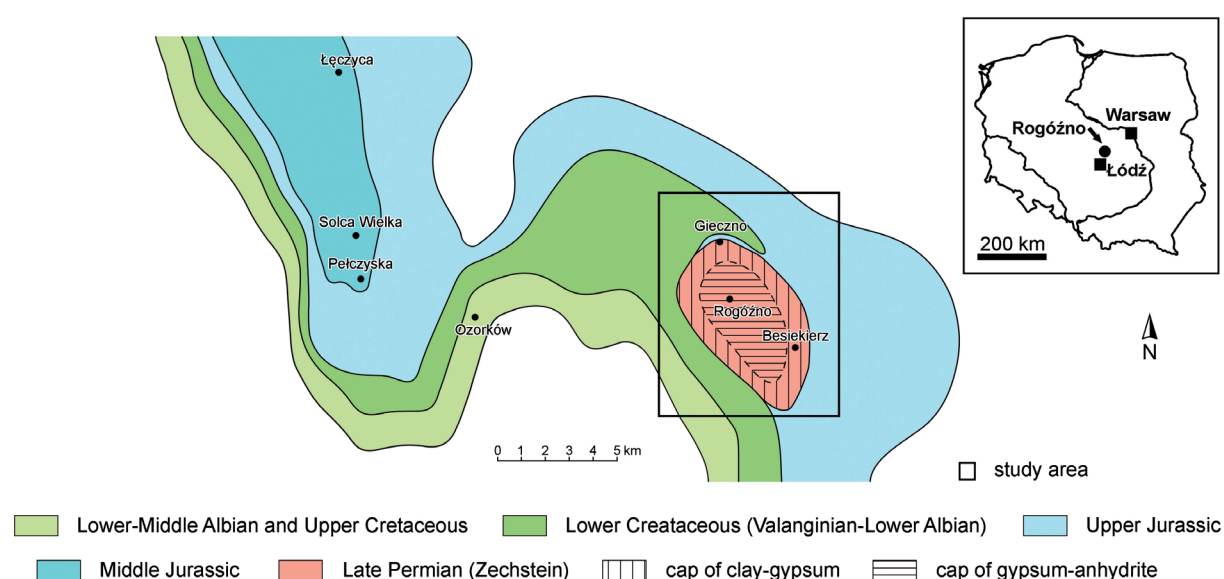 Łęczyca
Solca Wielka
Pełczyska
Ozorków
Gieczno
Rogóźno
Besiekierz
0 1 2 3 4 5 km
Warsaw
Rogóźno
Łódź
200 km
N
study area
Lower-Middle Albian and Upper Cretaceous
Lower Creataceous (Valanginian-Lower Albian)
Upper Jurassic
Middle Jurassic
Late Permian (Zechstein)
cap of clay-gypsum
cap of gypsum-anhydrite